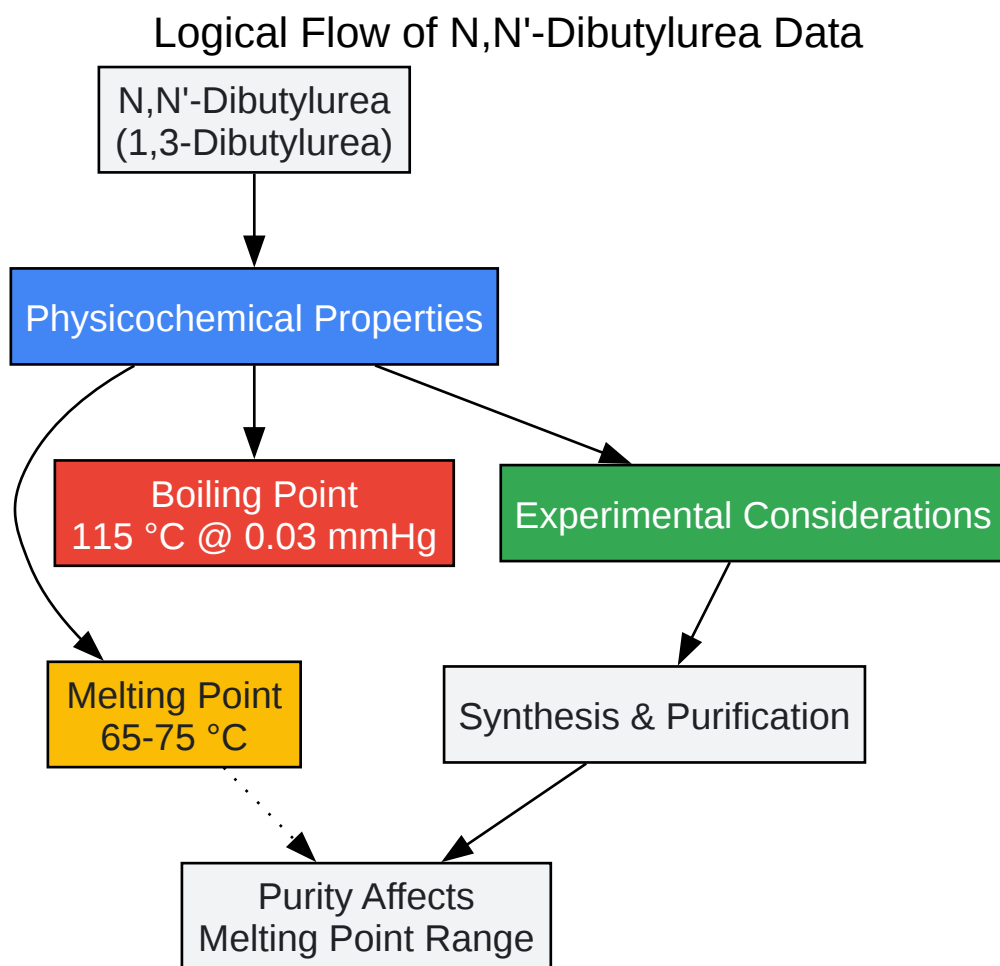 Logical Flow of N,N'-Dibutylurea Data
N,N'-Dibutylurea
(1,3-Dibutylurea)
Physicochemical Properties
Boiling Point
115 °C @ 0.03 mmHg
Experimental Considerations
Melting Point
65-75 °C
Synthesis & Purification
Purity Affects
Melting Point Range